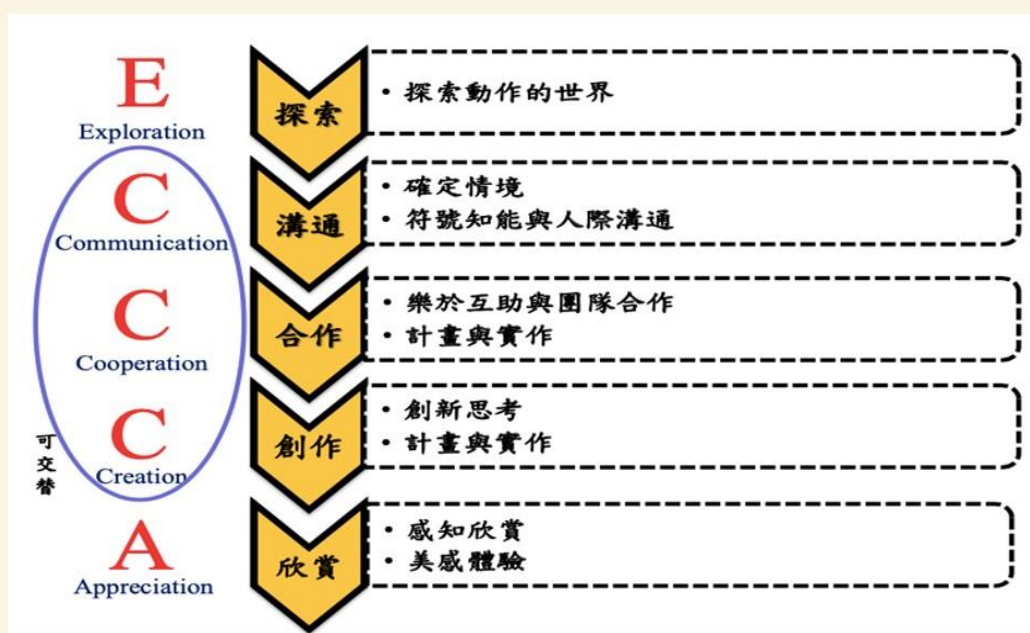 E
Exploration
探索
• 探索動作的世界
C
Communication
溝通
• 確定情境
• 符號知能與人際溝通
C
Cooperation
合作
• 樂於互助與團隊合作
• 計畫與實作
C
Creation
可交替
創作
• 創新思考
• 計畫與實作
A
Appreciation
欣賞
• 感知欣賞
• 美感體驗